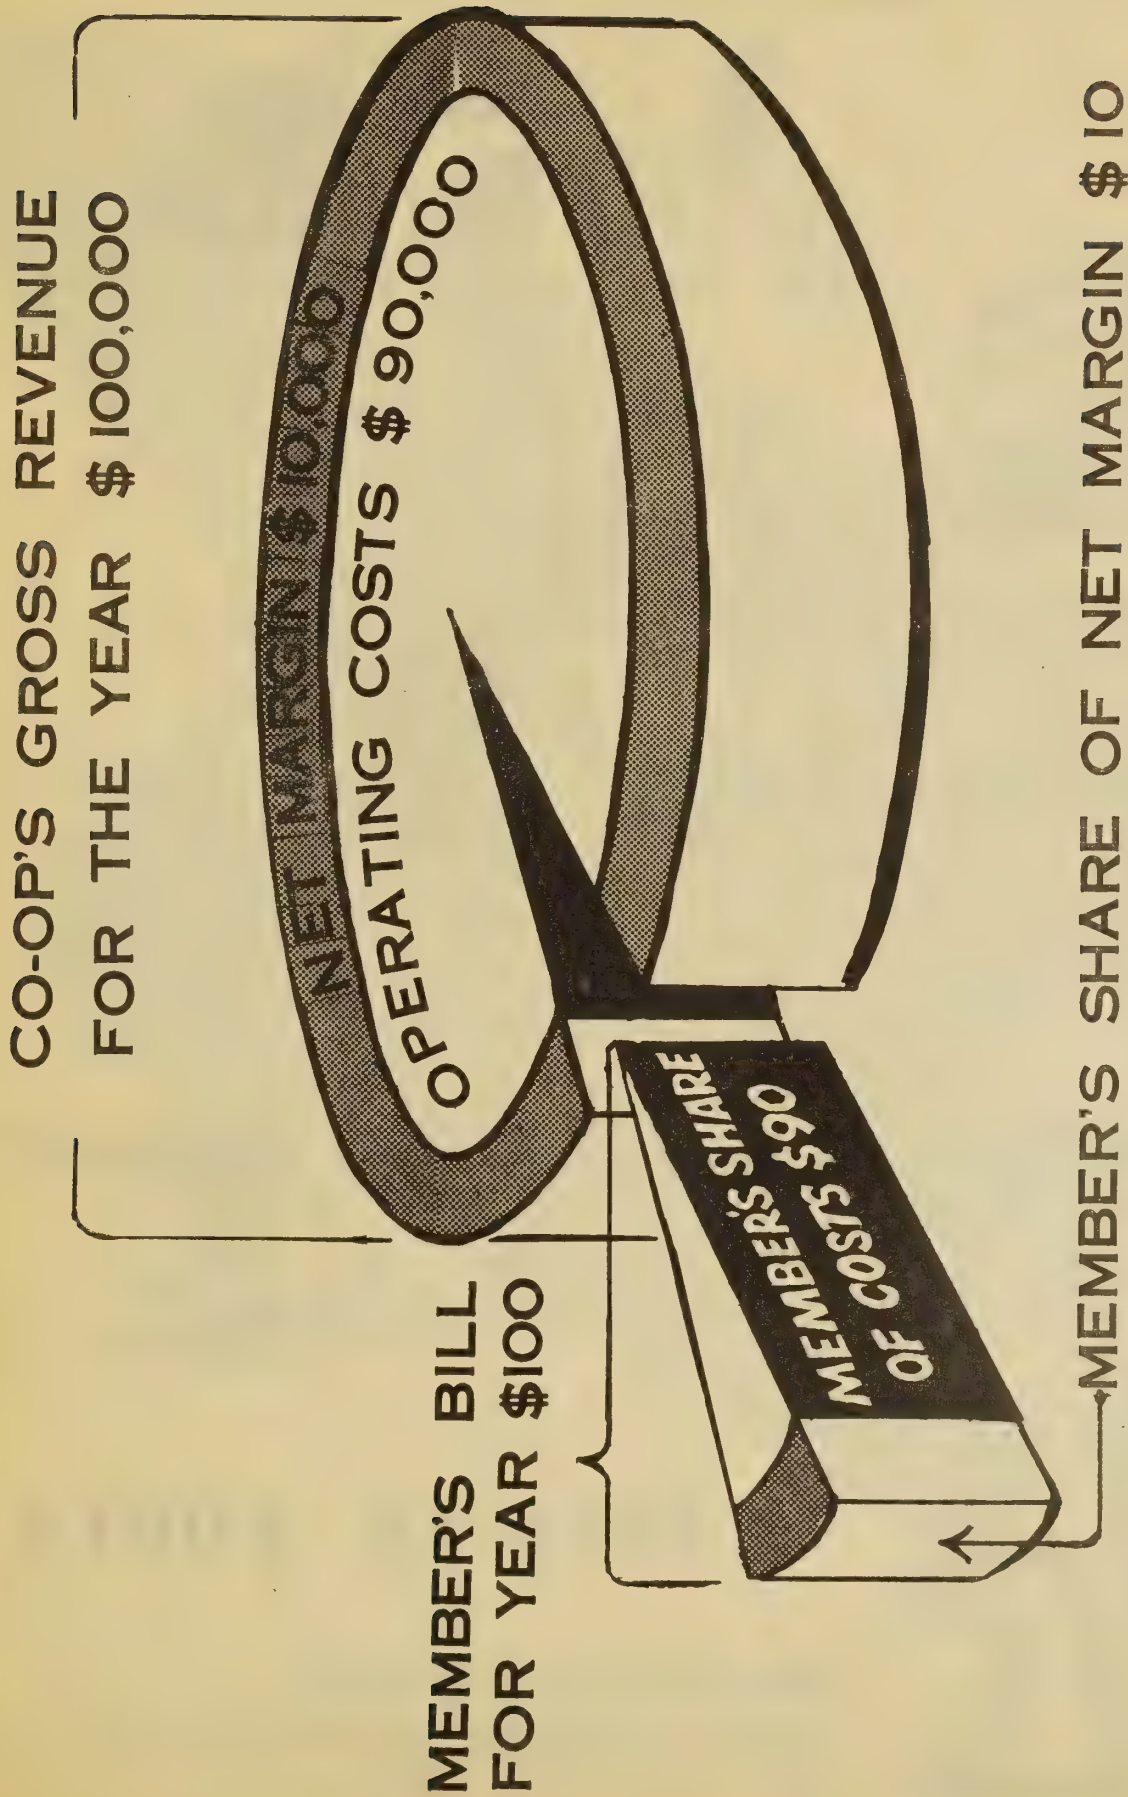 CO-OP'S GROSS REVENUE
FOR THE YEAR $100,000
NET MARGIN $10,000
OPERATING COSTS $90,000
MEMBER'S BILL
FOR YEAR $100
MEMBER'S SHARE
OF COSTS $90
MEMBER'S SHARE OF NET MARGIN $10